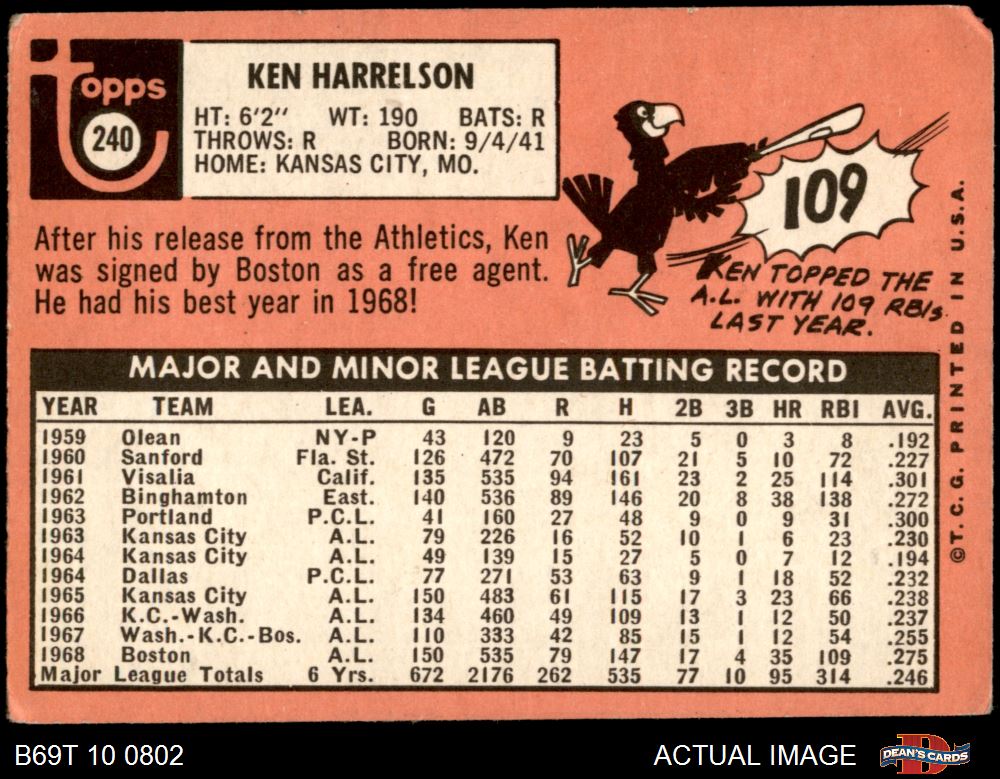 topps
240
KEN HARRELSON
HT: 6'2" WT: 190 BATS: R
THROWS: R BORN: 9/4/41
HOME: KANSAS CITY, MO.
After his release from the Athletics, Ken
was signed by Boston as a free agent.
He had his best year in 1968!
109
KEN TOPPED THE
A.L. WITH 109 RBIs
LAST YEAR.
©T.C.G. PRINTED IN U.S.A.
MAJOR AND MINOR LEAGUE BATTING RECORD
YEAR TEAM LEA. G AB R H 2B 3B HR RBI AVG.
1959 Olean NY-P 43 120 9 23 5 0 3 8 .192
1960 Sanford Fla. St. 126 472 70 107 21 5 10 72 .227
1961 Visalia Calif. 135 535 94 161 23 2 25 114 .301
1962 Binghamton East. 140 536 89 146 20 8 38 138 .272
1963 Portland P.C.L. 41 160 27 48 9 0 9 31 .300
1963 Kansas City A.L. 79 226 16 52 10 1 6 23 .230
1964 Kansas City A.L. 49 139 15 27 5 0 7 12 .194
1964 Dallas P.C.L. 77 271 53 63 9 1 18 52 .232
1965 Kansas City A.L. 150 483 61 115 17 3 23 66 .238
1966 K.C.-Wash. A.L. 134 460 49 109 13 1 12 50 .237
1967 Wash.-K.C.-Bos. A.L. 110 333 42 85 15 1 12 54 .255
1968 Boston A.L. 150 535 79 147 17 4 35 109 .275
Major League Totals 6 Yrs. 672 2176 262 535 77 10 95 314 .246
B69T 10 0802
ACTUAL IMAGE
DEAN'S CARDS